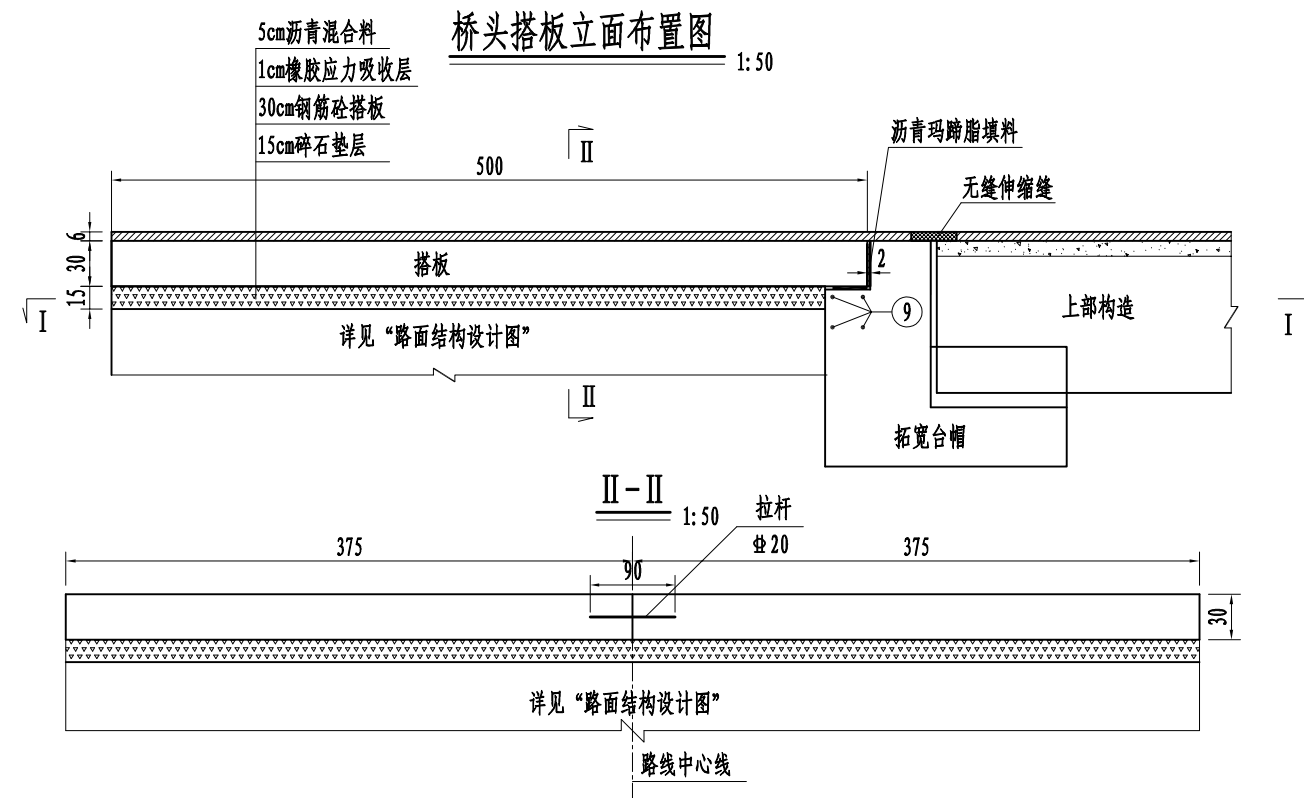 桥头搭板立面布置图
1:50
5cm沥青混合料
1cm橡胶应力吸收层
30cm钢筋砼搭板
15cm碎石垫层
沥青玛蹄脂填料
无缝伸缩缝
Ⅱ
500
6
30
15
搭板
2
9
上部构造
Ⅰ
Ⅰ
详见“路面结构设计图”
Ⅱ
拓宽台帽
Ⅱ-Ⅱ
1:50
拉杆
Φ20
375
375
90
30
详见“路面结构设计图”
路线中心线